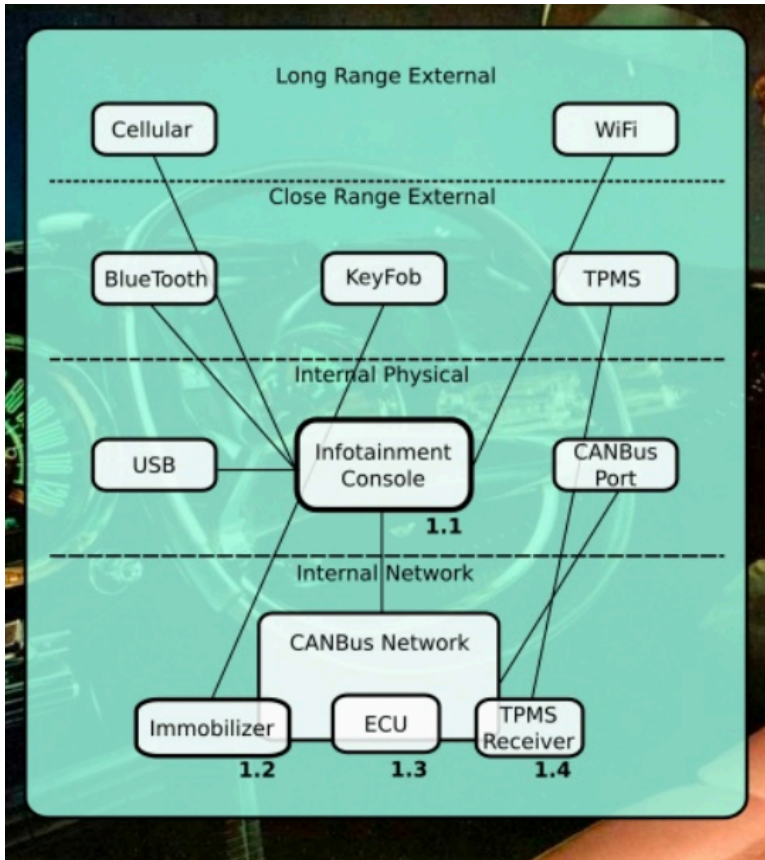 Long Range External
Cellular
WiFi
Close Range External
BlueTooth
KeyFob
TPMS
Internal Physical
USB
Infotainment
Console
CANBus
Port
1.1
Internal Network
CANBus Network
Immobilizer
ECU
TPMS
Receiver
1.2
1.3
1.4